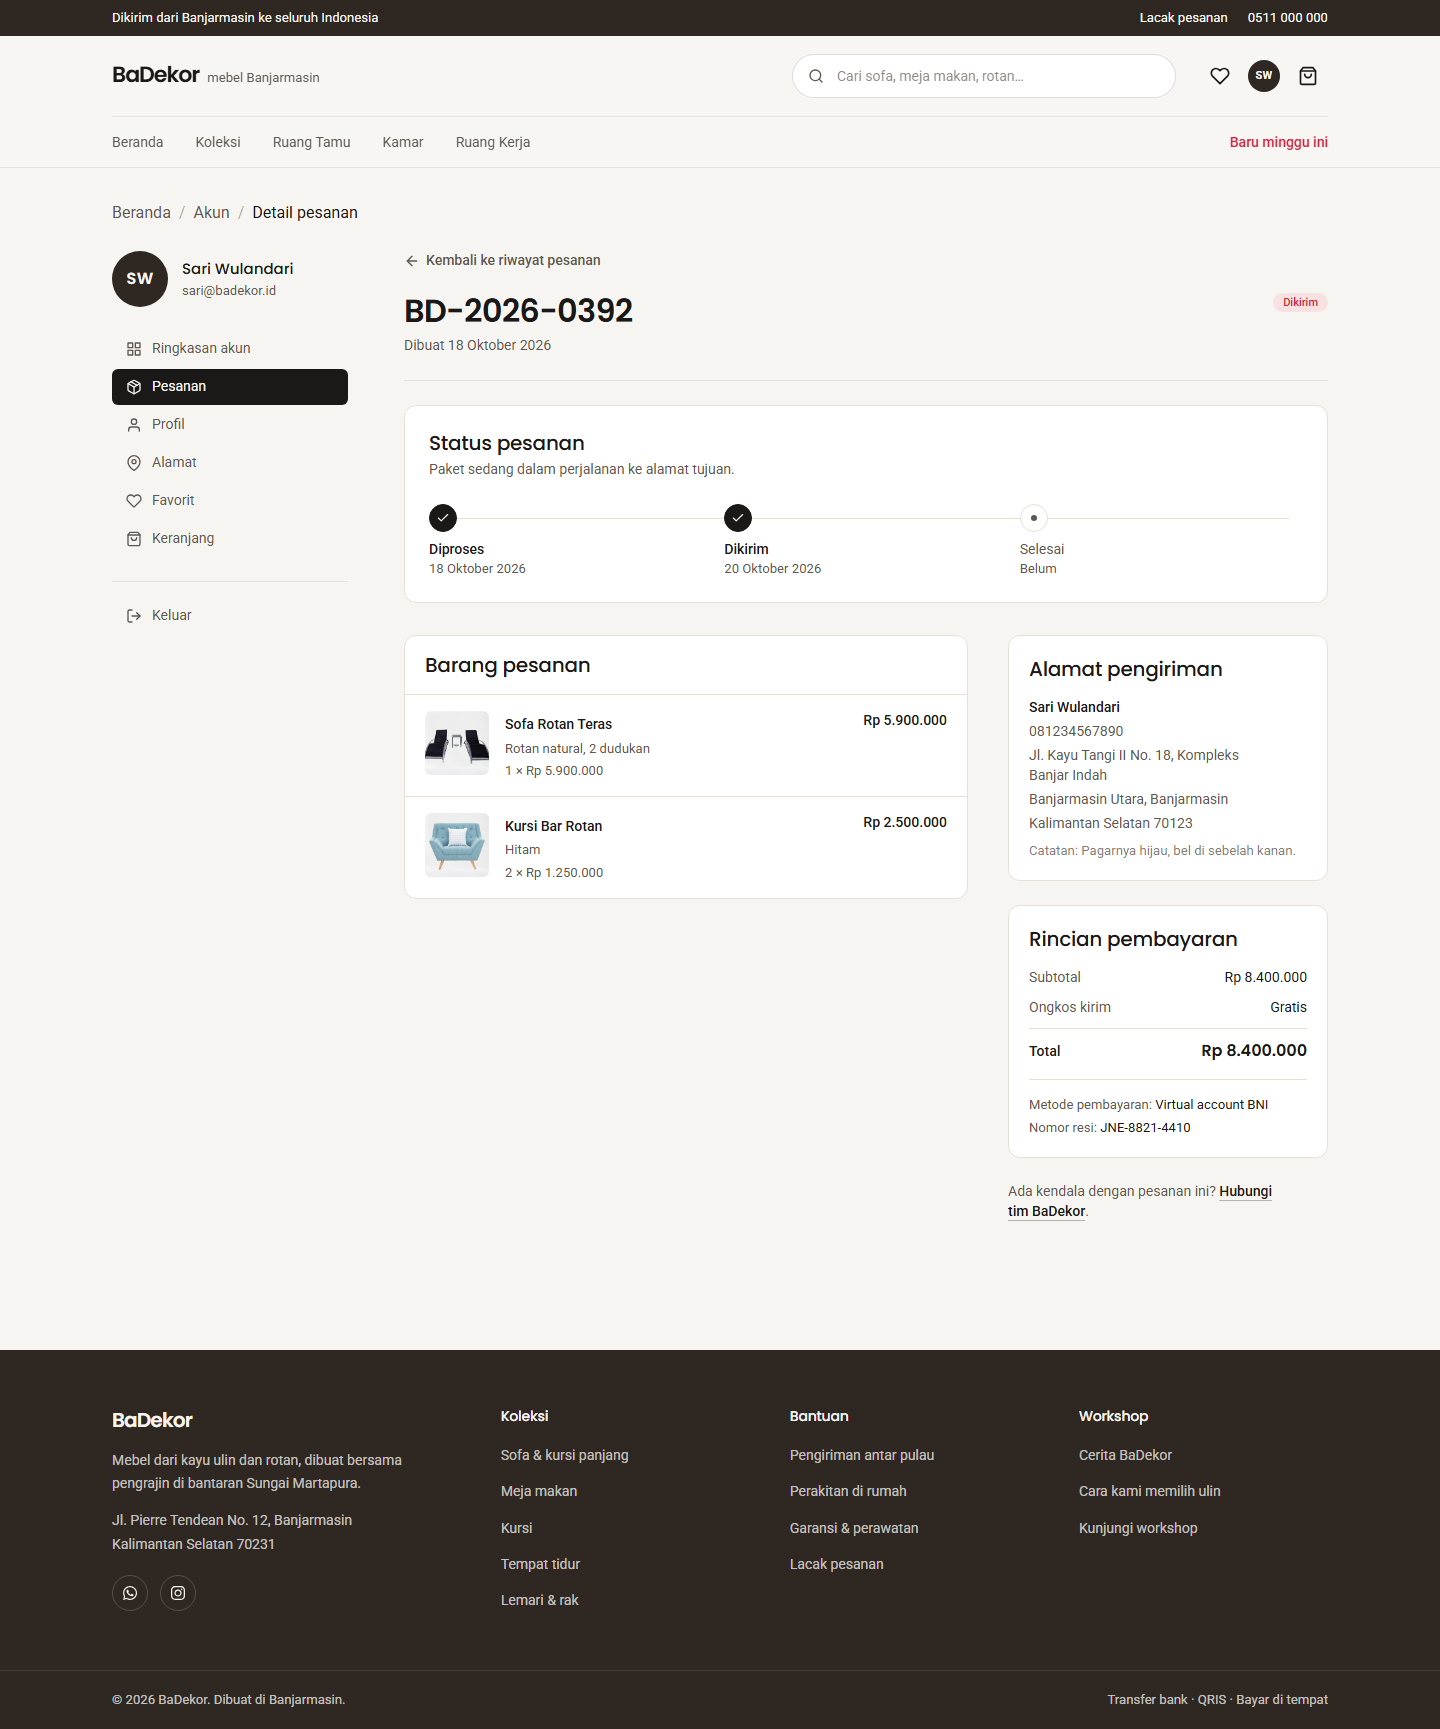 Dikirim dari Banjarmasin ke seluruh Indonesia
Lacak pesanan
0511 000 000
BaDekor
mebel Banjarmasin
Cari sofa, meja makan, rotan...
SW
Beranda
Koleksi
Ruang Tamu
Kamar
Ruang Kerja
Baru minggu ini
Beranda / Akun / Detail pesanan
SW
Sari Wulandari
sari@badekor.id
Ringkasan akun
Pesanan
Profil
Alamat
Favorit
Keranjang
Keluar
Kembali ke riwayat pesanan
BD-2026-0392
Dikirim
Dibuat 18 Oktober 2026
Status pesanan
Paket sedang dalam perjalanan ke alamat tujuan.
Diproses
18 Oktober 2026
Dikirim
20 Oktober 2026
Selesai
Belum
Barang pesanan
Sofa Rotan Teras
Rp 5.900.000
Rotan natural, 2 dudukan
1 × Rp 5.900.000
Kursi Bar Rotan
Rp 2.500.000
Hitam
2 × Rp 1.250.000
Alamat pengiriman
Sari Wulandari
081234567890
Jl. Kayu Tangi II No. 18, Kompleks
Banjar Indah
Banjarmasin Utara, Banjarmasin
Kalimantan Selatan 70123
Catatan: Pagarnya hijau, bel di sebelah kanan.
Rincian pembayaran
Subtotal
Rp 8.400.000
Ongkos kirim
Gratis
Total
Rp 8.400.000
Metode pembayaran: Virtual account BNI
Nomor resi: JNE-8821-4410
Ada kendala dengan pesanan ini? Hubungi
tim BaDekor.
BaDekor
Mebel dari kayu ulin dan rotan, dibuat bersama
pengrajin di bantaran Sungai Martapura.
Jl. Pierre Tendean No. 12, Banjarmasin
Kalimantan Selatan 70231
Koleksi
Sofa & kursi panjang
Meja makan
Kursi
Tempat tidur
Lemari & rak
Bantuan
Pengiriman antar pulau
Perakitan di rumah
Garansi & perawatan
Lacak pesanan
Workshop
Cerita BaDekor
Cara kami memilih ulin
Kunjungi workshop
© 2026 BaDekor. Dibuat di Banjarmasin.
Transfer bank · QRIS · Bayar di tempat